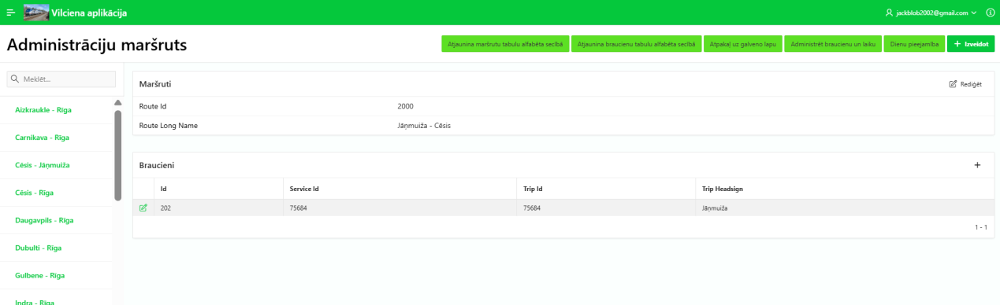 Vilciena aplikācija
jackblob2002@gmail.com
Administrāciju maršruts
Atjaunina maršrutu tabulu alfabēta secībā
Atjaunina braucienu tabulu alfabēta secībā
Atpakaļ uz galveno lapu
Administrēt braucienu un laiku
Dienu pieejamība
+ Izveidot
Meklēt...
Aizkraukle - Rīga
Carnikava - Rīga
Cēsis - Jāņmuiža
Cēsis - Rīga
Daugavpils - Rīga
Dubulti - Rīga
Gulbene - Rīga
Indra - Rīga
Maršruti
Rediģēt
Route Id 2000
Route Long Name Jāņmuiža - Cēsis
Braucieni
+
Id Service Id Trip Id Trip Headsign
202 75684 75684 Jāņmuiža
1 - 1